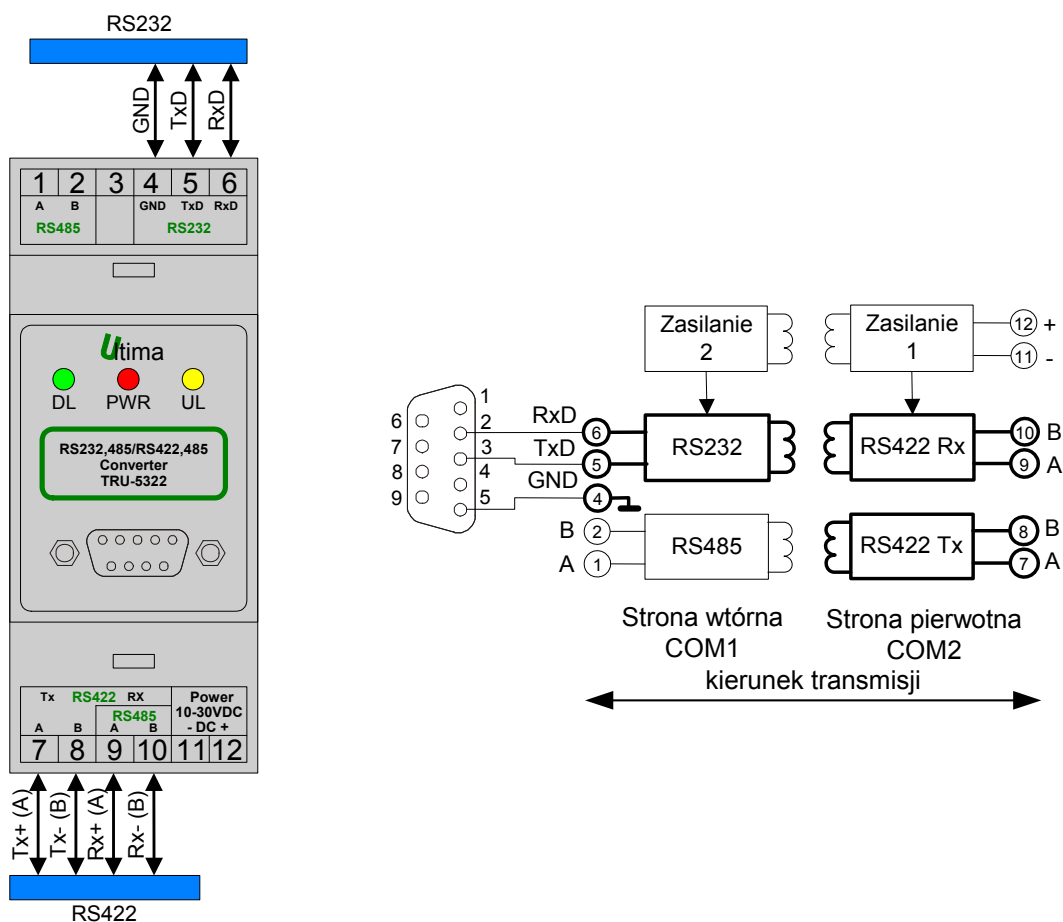 RS232
GND
TxD
RxD
1 2 3 4 5 6
A B GND TxD RxD
RS485 RS232
Ultima
DL PWR UL
RS232,485/RS422,485
Converter
TRU-5322
Tx RS422 RX Power
RS485 10-30VDC
A B A B - DC +
7 8 9 10 11 12
Tx+ (A)
Tx- (B)
Rx+ (A)
Rx- (B)
RS422
Zasilanie
2
Zasilanie
1
12 +
11 -
1
6 2
7 3
8 4
9 5
RxD 6
TxD 5
GND 4
B 2
A 1
RS232
RS485
RS422 Rx
10 B
9 A
RS422 Tx
8 B
7 A
Strona wtórna
COM1
Strona pierwotna
COM2
kierunek transmisji